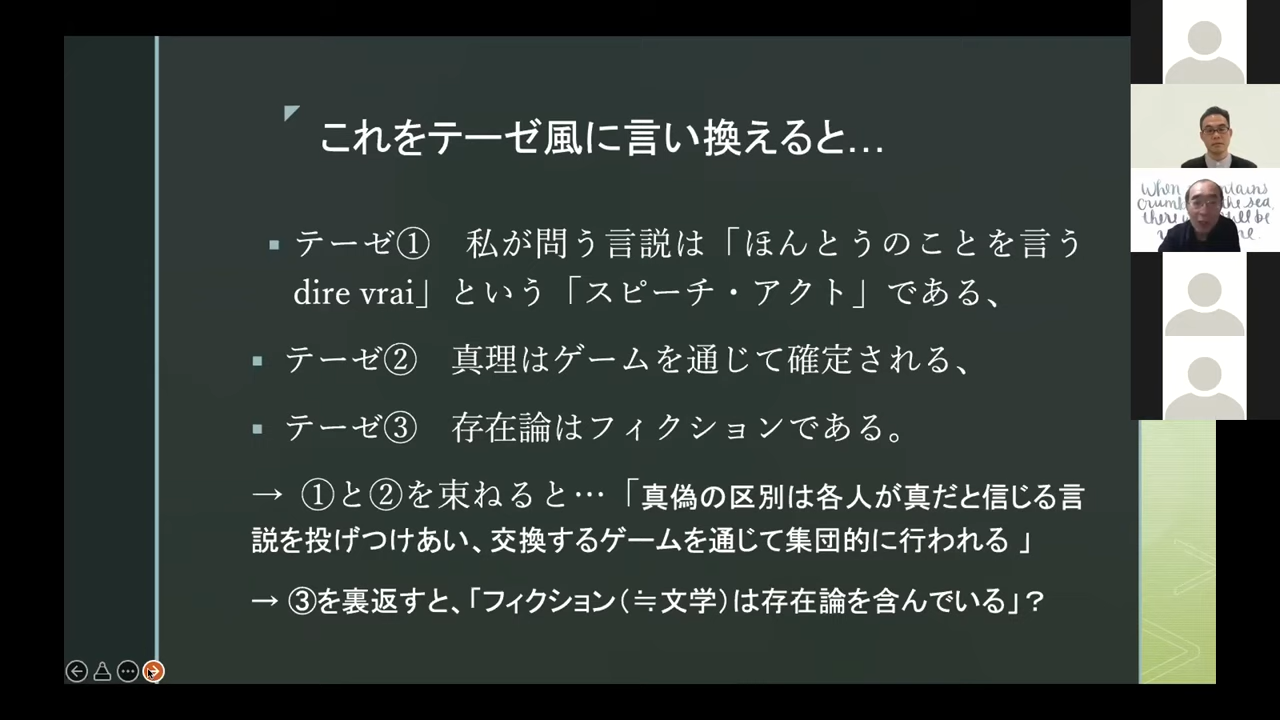 これをテーゼ風に言い換えると…
▪ テーゼ①　私が問う言説は「ほんとうのことを言う
dire vrai」という「スピーチ・アクト」である、
▪ テーゼ②　真理はゲームを通じて確定される、
▪ テーゼ③　存在論はフィクションである。
→ ①と②を束ねると…「真偽の区別は各人が真だと信じる言
説を投げつけあい、交換するゲームを通じて集団的に行われる 」
→ ③を裏返すと、「フィクション（≒文学）は存在論を含んでいる」？
When
crum the sea
there be